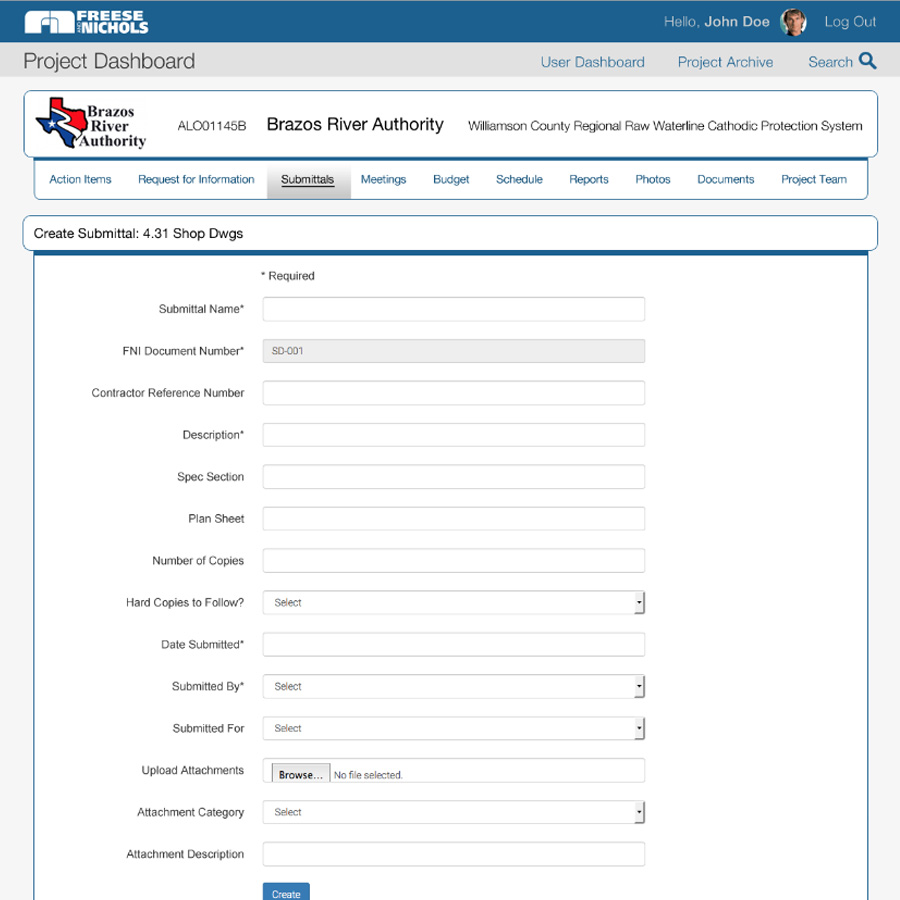 FREESE AND NICHOLS
Hello, John Doe Log Out
Project Dashboard User Dashboard Project Archive Search
Brazos
River
Authority
ALO01145B Brazos River Authority Williamson County Regional Raw Waterline Cathodic Protection System
Action Items Request for Information Submittals Meetings Budget Schedule Reports Photos Documents Project Team
Create Submittal: 4.31 Shop Dwgs
* Required
Submittal Name*
FNI Document Number* SD-001
Contractor Reference Number
Description*
Spec Section
Plan Sheet
Number of Copies
Hard Copies to Follow? Select
Date Submitted*
Submitted By* Select
Submitted For Select
Upload Attachments Browse... No file selected.
Attachment Category Select
Attachment Description
Create